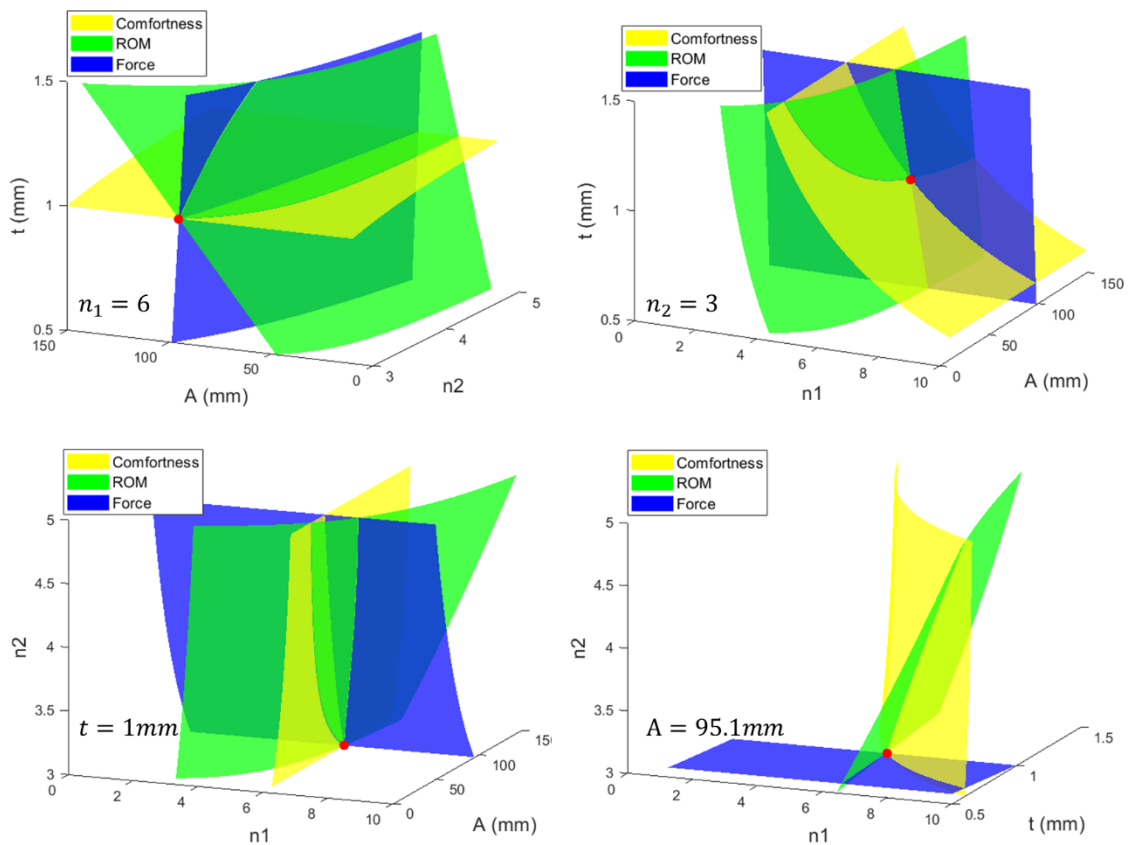 Comfortness
ROM
Force
1.5
1
0.5
t (mm)
150
100
50
0
A (mm)
3
4
5
n2
n₁ = 6
Comfortness
ROM
Force
1.5
1
0.5
t (mm)
0
2
4
6
8
10
n1
0
50
100
150
A (mm)
n₂ = 3
Comfortness
ROM
Force
5
4.5
4
3.5
3
n2
0
2
4
6
8
10
n1
0
50
100
150
A (mm)
t = 1mm
Comfortness
ROM
Force
5
4.5
4
3.5
3
n2
0
2
4
6
8
10
n1
0.5
1
1.5
t (mm)
A = 95.1mm